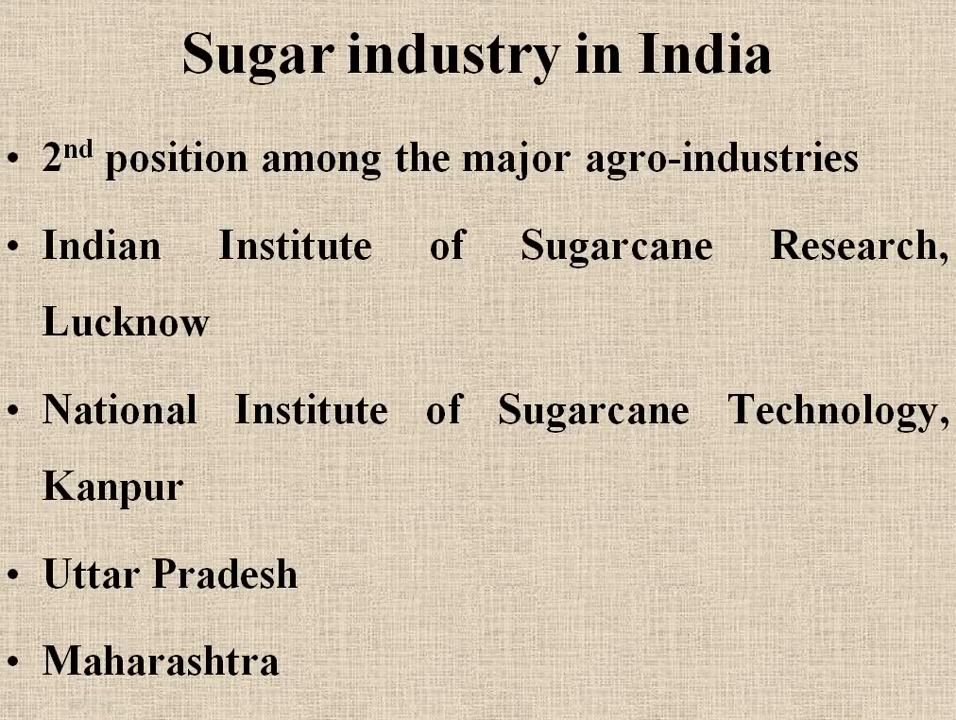 Sugar industry in India
• 2nd position among the major agro-industries
• Indian Institute of Sugarcane Research,
Lucknow
• National Institute of Sugarcane Technology,
Kanpur
• Uttar Pradesh
• Maharashtra